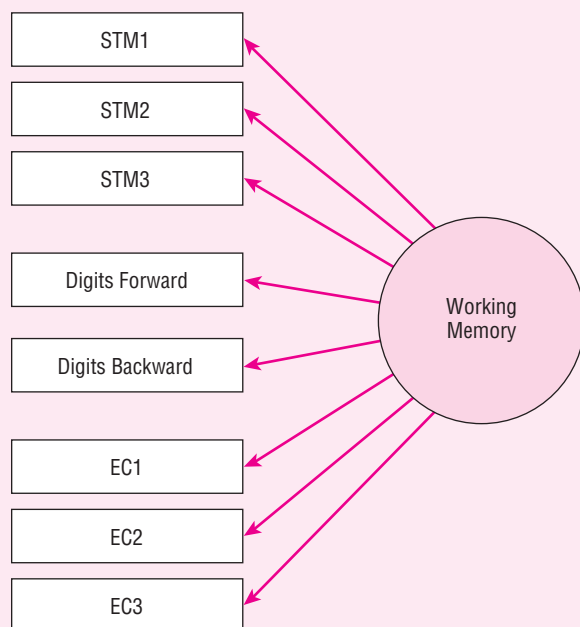 STM1
STM2
STM3
Digits Forward
Digits Backward
EC1
EC2
EC3
Working
Memory